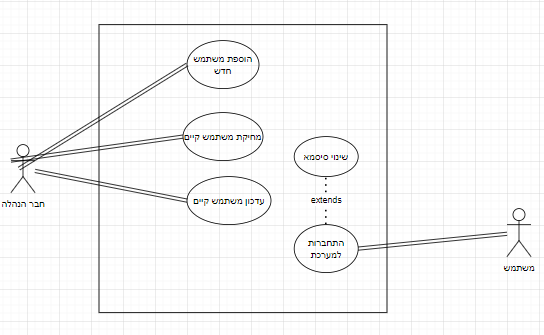 הוספת משתמש
חדש
מחיקת משתמש קיים
עדכון משתמש קיים
חבר הנהלה
שינוי סיסמא
extends
התחברות
למערכת
משתמש